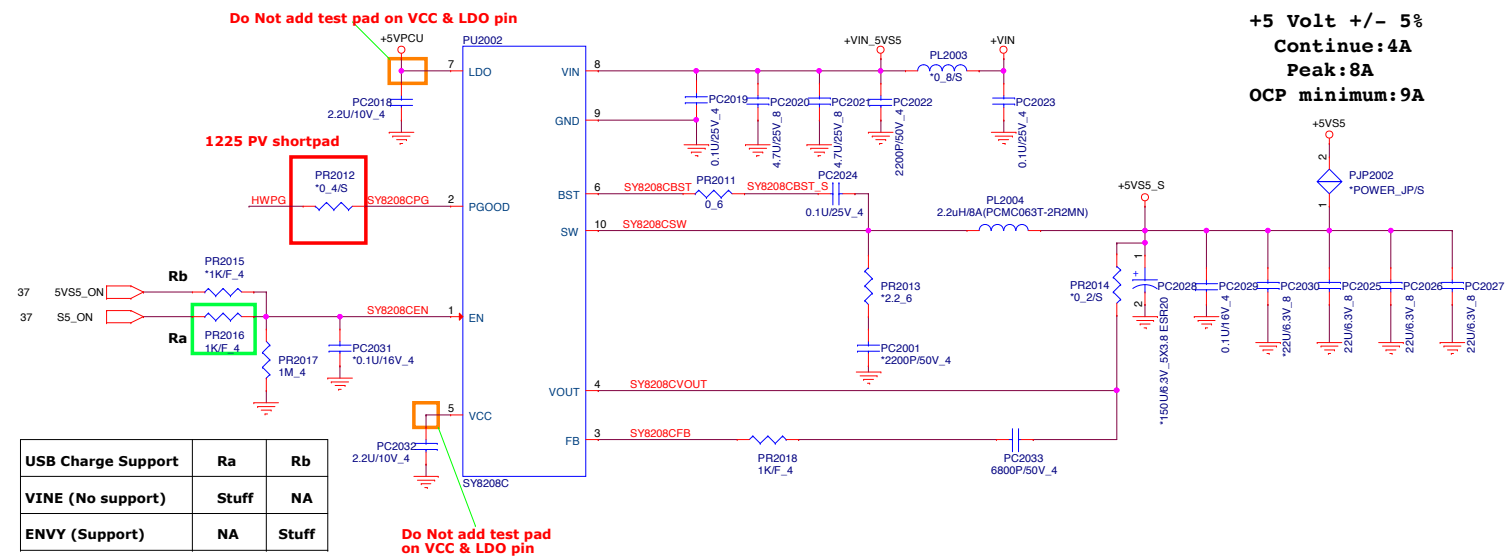 Do Not add test pad on VCC & LDO pin
+5 Volt +/- 5%
Continue:4A
Peak:8A
OCP minimum:9A
+5VPCU
PU2002
7
LDO
VIN
8
+VIN_5VS5
PL2003
*0_8/S
+VIN
PC2018
2.2U/10V_4
PC2019
0.1U/25V_4
PC2020
4.7U/25V_8
PC2021
4.7U/25V_8
PC2022
2200P/50V_4
PC2023
0.1U/25V_4
GND
9
+5VS5
2
PJP2002
*POWER_JP/S
1
1225 PV shortpad
PR2012
*0_4/S
HWPG
SY8208CPG
2
PGOOD
BST
6
SY8208CBST
PR2011
0_6
SY8208CBST_S
PC2024
0.1U/25V_4
SW
10
SY8208CSW
PL2004
2.2uH/8A(PCMC063T-2R2MN)
+5VS5_S
PR2013
*2.2_6
PC2001
*2200P/50V_4
PR2014
*0_2/S
1
+
2
PC2028
*150U/6.3V_5X3.8 ESR20
PC2029
0.1U/16V_4
PC2030
*22U/6.3V_8
PC2025
22U/6.3V_8
PC2026
22U/6.3V_8
PC2027
22U/6.3V_8
37
5VS5_ON
Rb
PR2015
*1K/F_4
37
S5_ON
Ra
PR2016
1K/F_4
SY8208CEN
1
EN
PR2017
1M_4
PC2031
*0.1U/16V_4
VOUT
4
SY8208CVOUT
5
VCC
PC2032
2.2U/10V_4
FB
3
SY8208CFB
PR2018
1K/F_4
PC2033
6800P/50V_4
SY8208C
USB Charge Support Ra Rb
VINE (No support) Stuff NA
ENVY (Support) NA Stuff
Do Not add test pad
on VCC & LDO pin